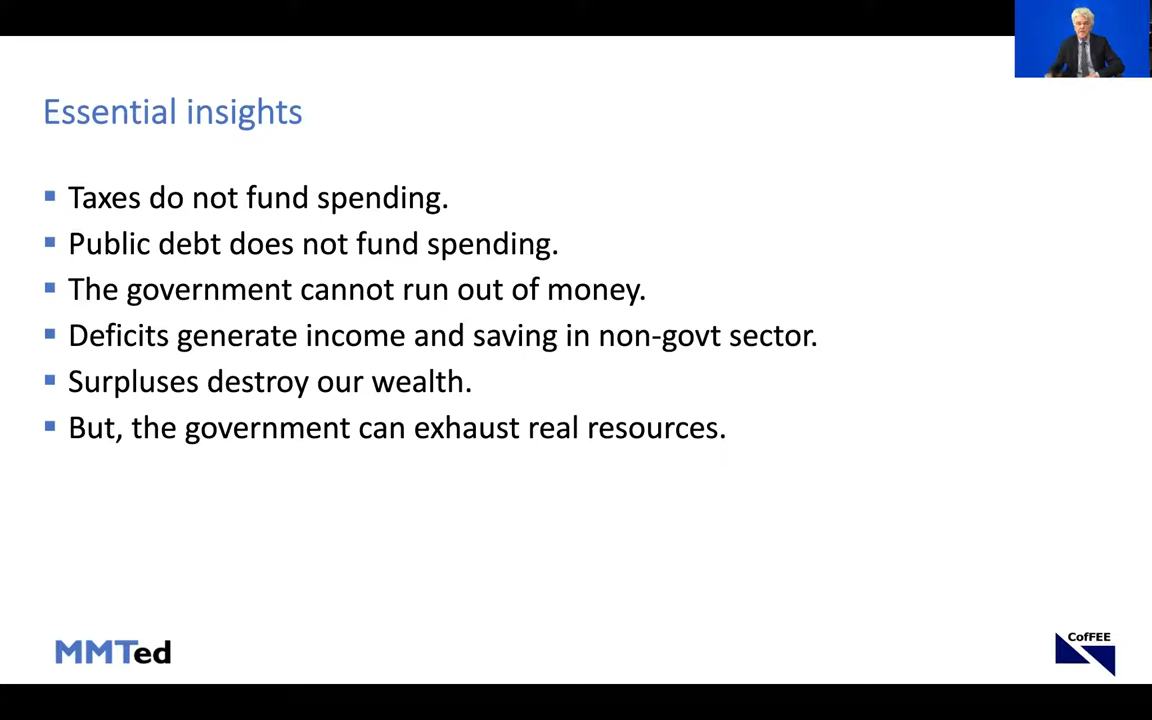 Essential insights
Taxes do not fund spending.
Public debt does not fund spending.
The government cannot run out of money.
Deficits generate income and saving in non-govt sector.
Surpluses destroy our wealth.
But, the government can exhaust real resources.
MMTed
CofFEE